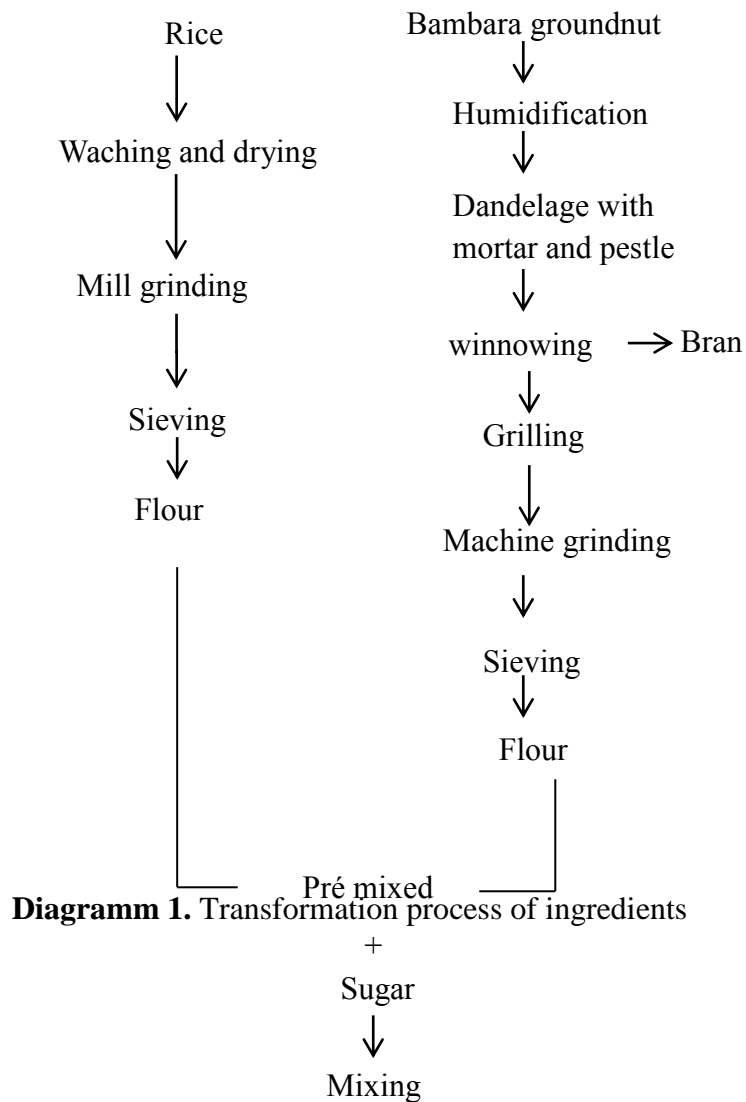 Rice
Waching and drying
Mill grinding
Sieving
Flour
Bambara groundnut
Humidification
Dandelage with
mortar and pestle
winnowing
Bran
Grilling
Machine grinding
Sieving
Flour
Pré mixed
Diagramm 1. Transformation process of ingredients
+
Sugar
Mixing